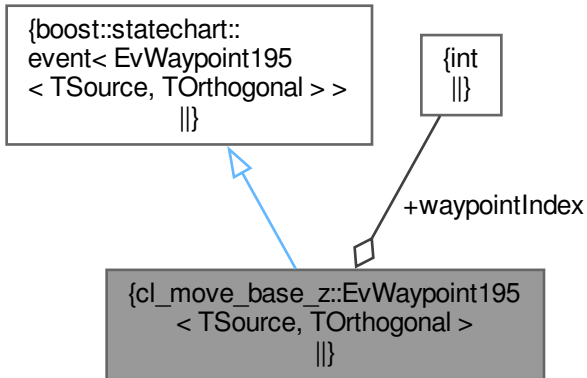 {boost::statechart::
event< EvWaypoint195
< TSource, TOrthogonal > >
||}
{int
||}
+waypointIndex
{cl_move_base_z::EvWaypoint195
< TSource, TOrthogonal >
||}